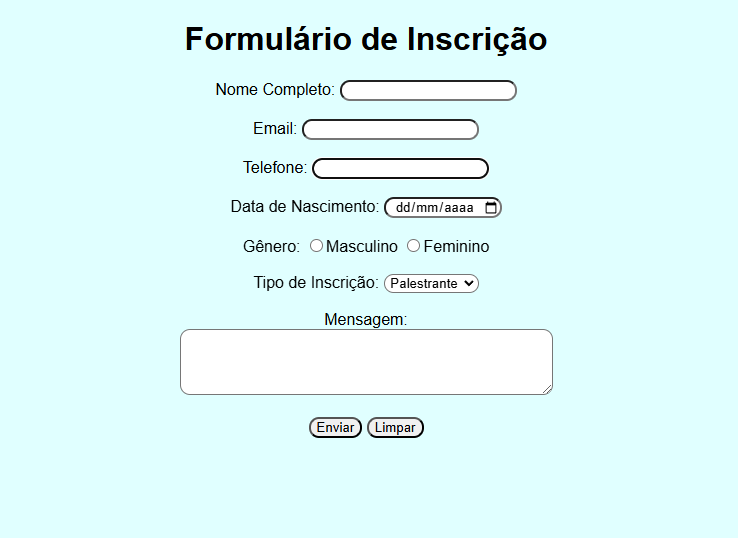 Formulário de Inscrição
Nome Completo:
Email:
Telefone:
Data de Nascimento: dd/mm/aaaa
Gênero: Masculino Feminino
Tipo de Inscrição: Palestrante
Mensagem:
Enviar Limpar